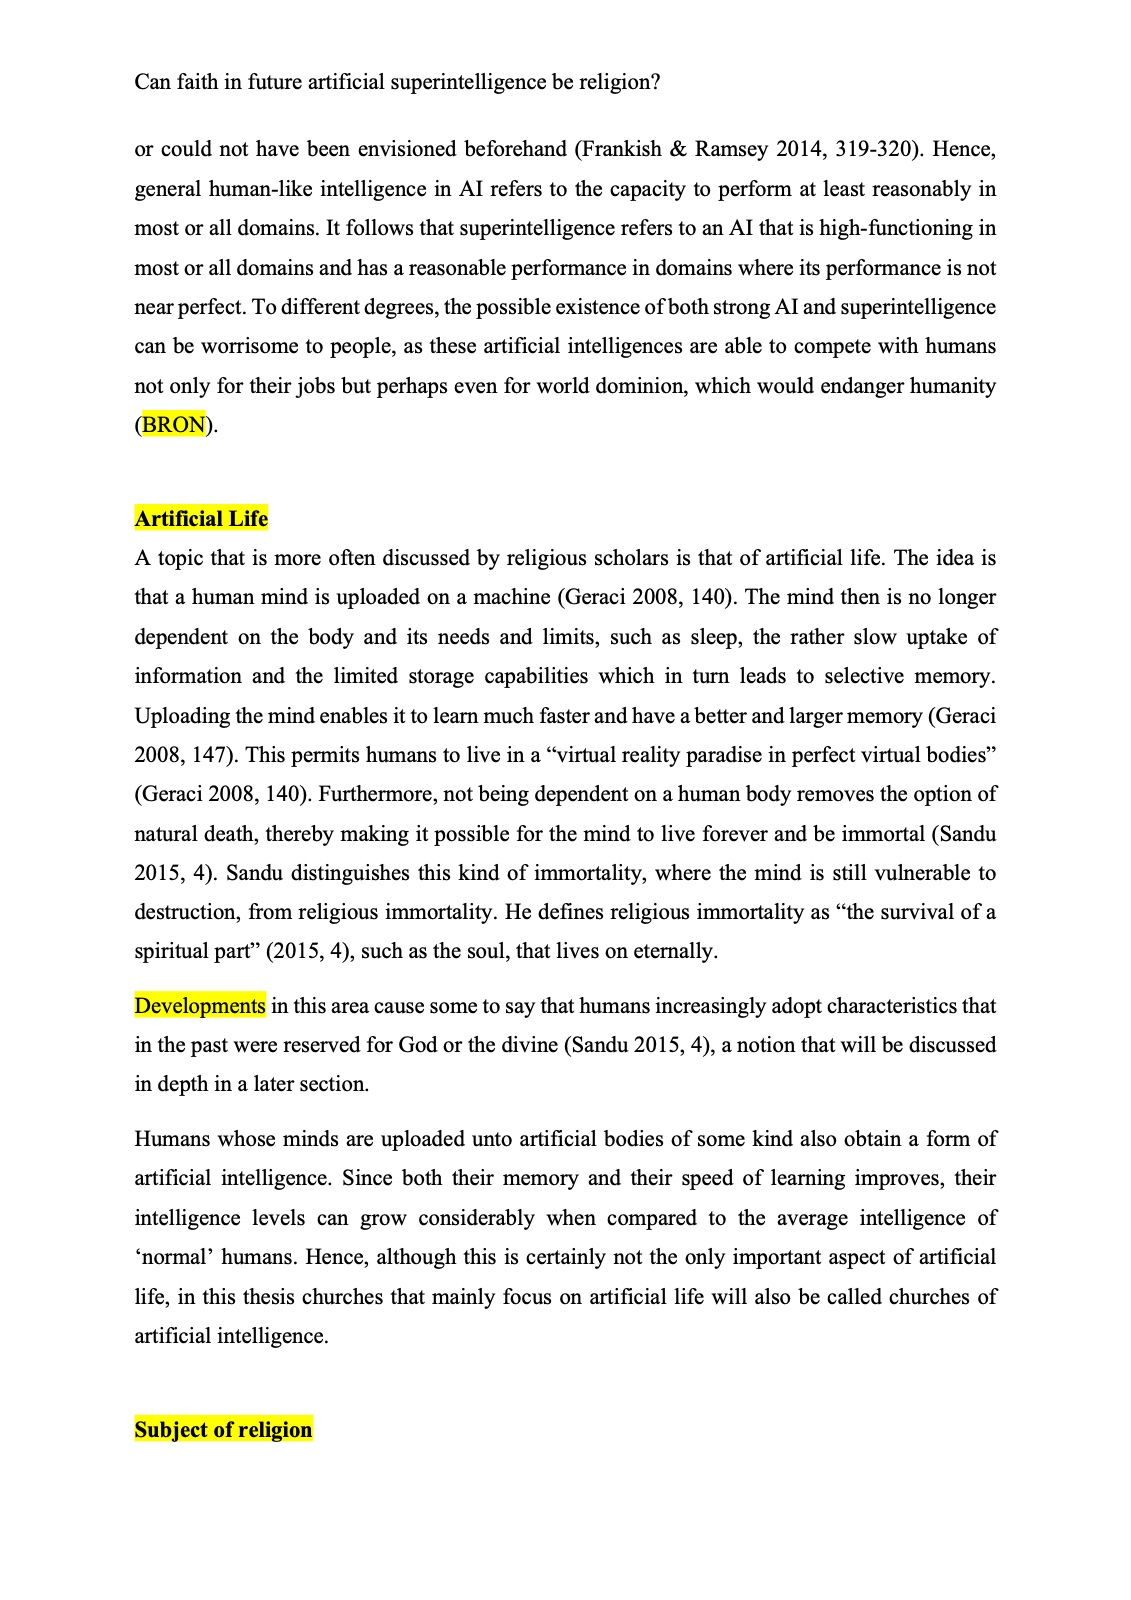 Can faith in future artificial superintelligence be religion?
or could not have been envisioned beforehand (Frankish & Ramsey 2014, 319-320). Hence,
general human-like intelligence in AI refers to the capacity to perform at least reasonably in
most or all domains. It follows that superintelligence refers to an AI that is high-functioning in
most or all domains and has a reasonable performance in domains where its performance is not
near perfect. To different degrees, the possible existence of both strong AI and superintelligence
can be worrisome to people, as these artificial intelligences are able to compete with humans
not only for their jobs but perhaps even for world dominion, which would endanger humanity
(BRON).
Artificial Life
A topic that is more often discussed by religious scholars is that of artificial life. The idea is
that a human mind is uploaded on a machine (Geraci 2008, 140). The mind then is no longer
dependent on the body and its needs and limits, such as sleep, the rather slow uptake of
information and the limited storage capabilities which in turn leads to selective memory.
Uploading the mind enables it to learn much faster and have a better and larger memory (Geraci
2008, 147). This permits humans to live in a “virtual reality paradise in perfect virtual bodies”
(Geraci 2008, 140). Furthermore, not being dependent on a human body removes the option of
natural death, thereby making it possible for the mind to live forever and be immortal (Sandu
2015, 4). Sandu distinguishes this kind of immortality, where the mind is still vulnerable to
destruction, from religious immortality. He defines religious immortality as “the survival of a
spiritual part” (2015, 4), such as the soul, that lives on eternally.
Developments in this area cause some to say that humans increasingly adopt characteristics that
in the past were reserved for God or the divine (Sandu 2015, 4), a notion that will be discussed
in depth in a later section.
Humans whose minds are uploaded unto artificial bodies of some kind also obtain a form of
artificial intelligence. Since both their memory and their speed of learning improves, their
intelligence levels can grow considerably when compared to the average intelligence of
‘normal’ humans. Hence, although this is certainly not the only important aspect of artificial
life, in this thesis churches that mainly focus on artificial life will also be called churches of
artificial intelligence.
Subject of religion